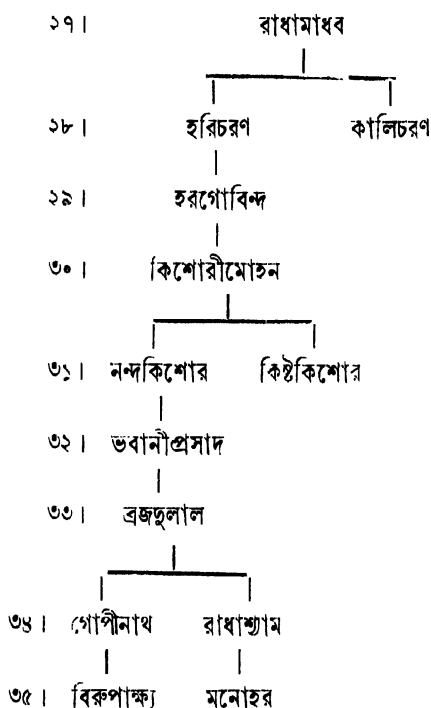 ২৭। রাধামাধব
২৮। হরিচরণ কালিচরণ
২৯। হরগোবিন্দ
৩০। কিশোরীমোহন
৩১। নন্দকিশোর কিষ্টকিশোর
৩২। ভবানীপ্রসাদ
৩৩। ব্রজদুলাল
৩৪। গোপীনাথ রাধাশ্যাম
৩৫। বিরুপাক্ষ্য মনোহর